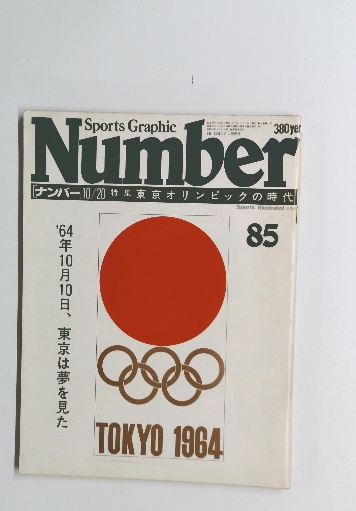 Sports Graphic
380yen
Number
ナンバー 10/20 特集 東京オリンピックの時代
Sports Illustrated
85
'64年10月10日、東京は夢を見た
TOKYO 1964